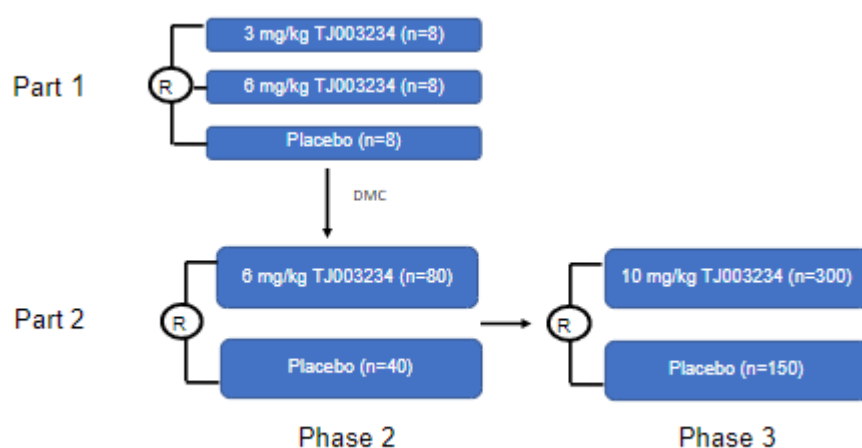 3 mg/kg TJ003234 (n=8)
Part 1
R
6 mg/kg TJ003234 (n=8)
Placebo (n=8)
DMC
6 mg/kg TJ003234 (n=80)
10 mg/kg TJ003234 (n=300)
Part 2
R
R
Placebo (n=40)
Placebo (n=150)
Phase 2
Phase 3